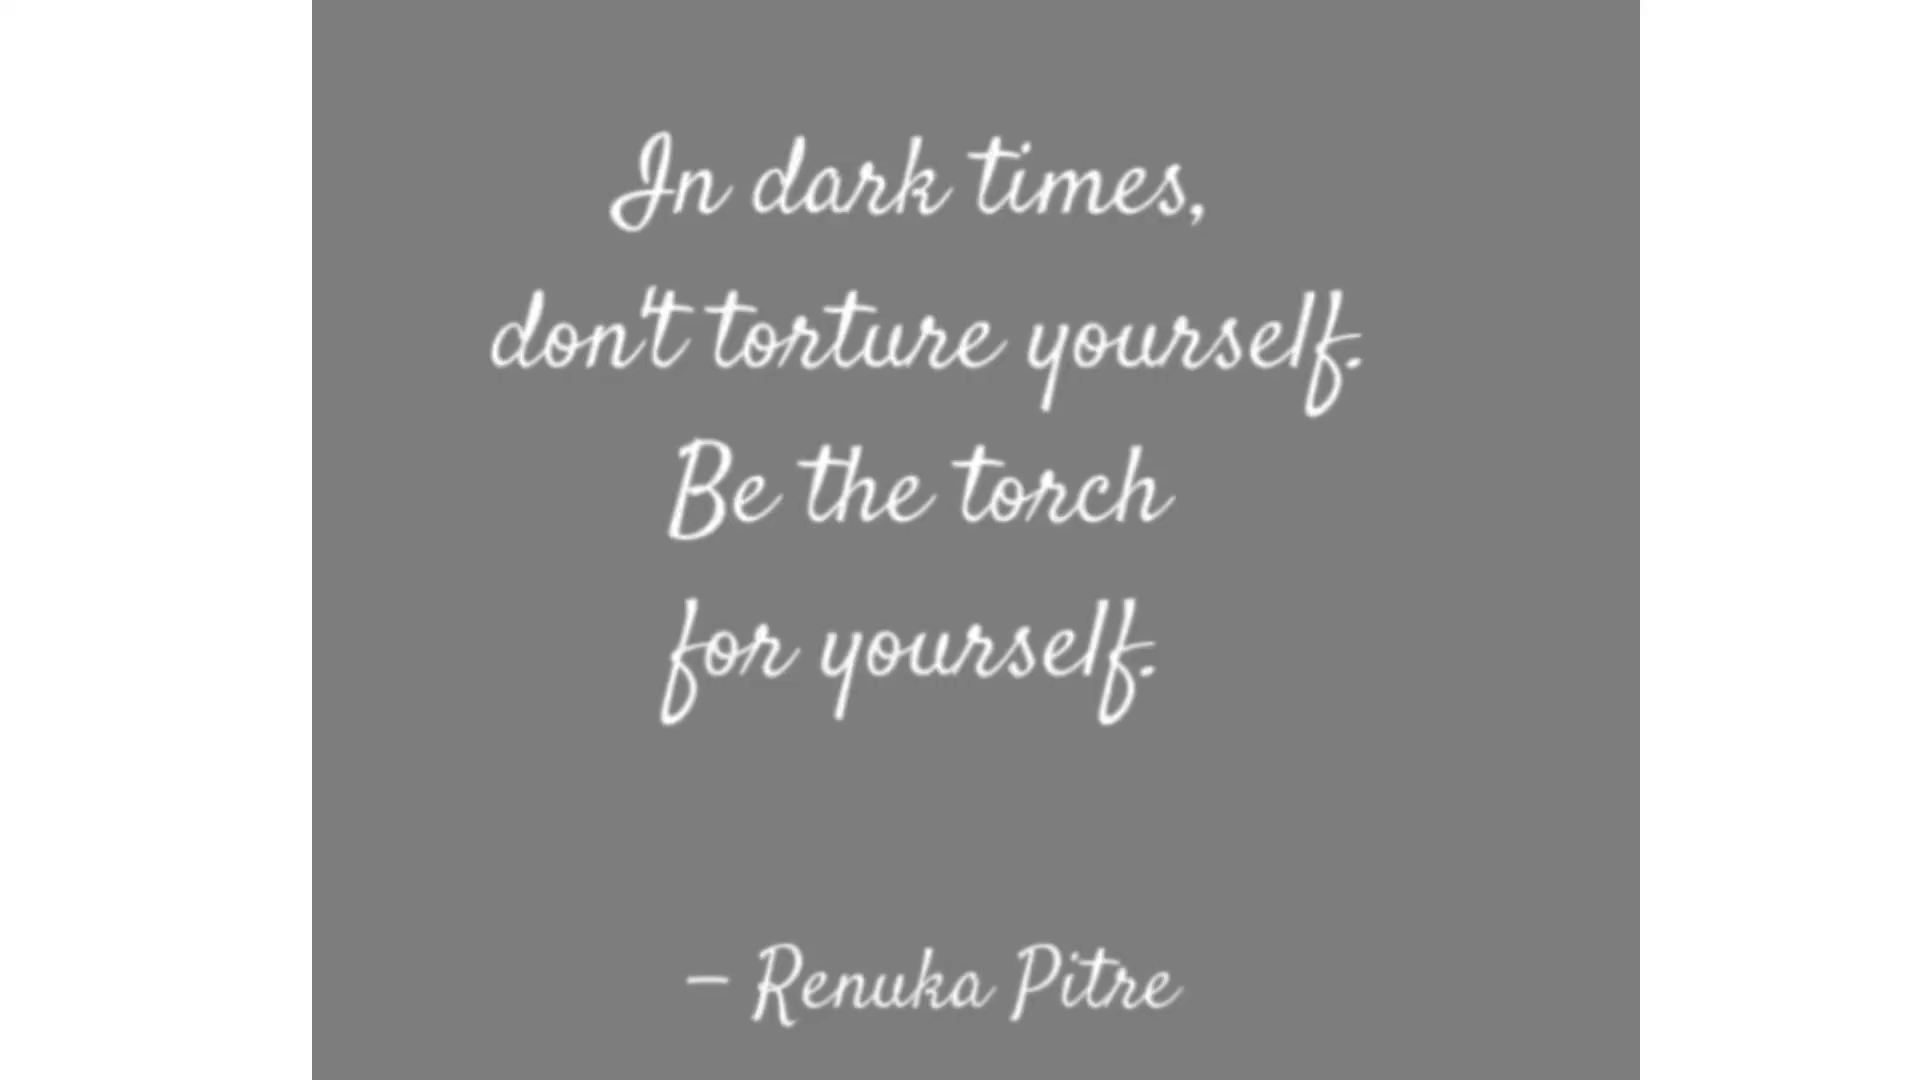 In dark times,
don't torture yourself.
Be the torch
for yourself.
– Renuka Pitre